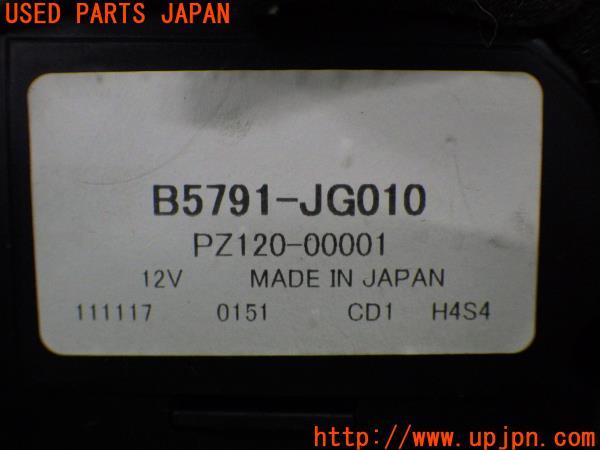 USED PARTS JAPAN
B5791-JG010
PZ120-00001
12V MADE IN JAPAN
111117 0151 CD1 H4S4
http://www.upjpn.com